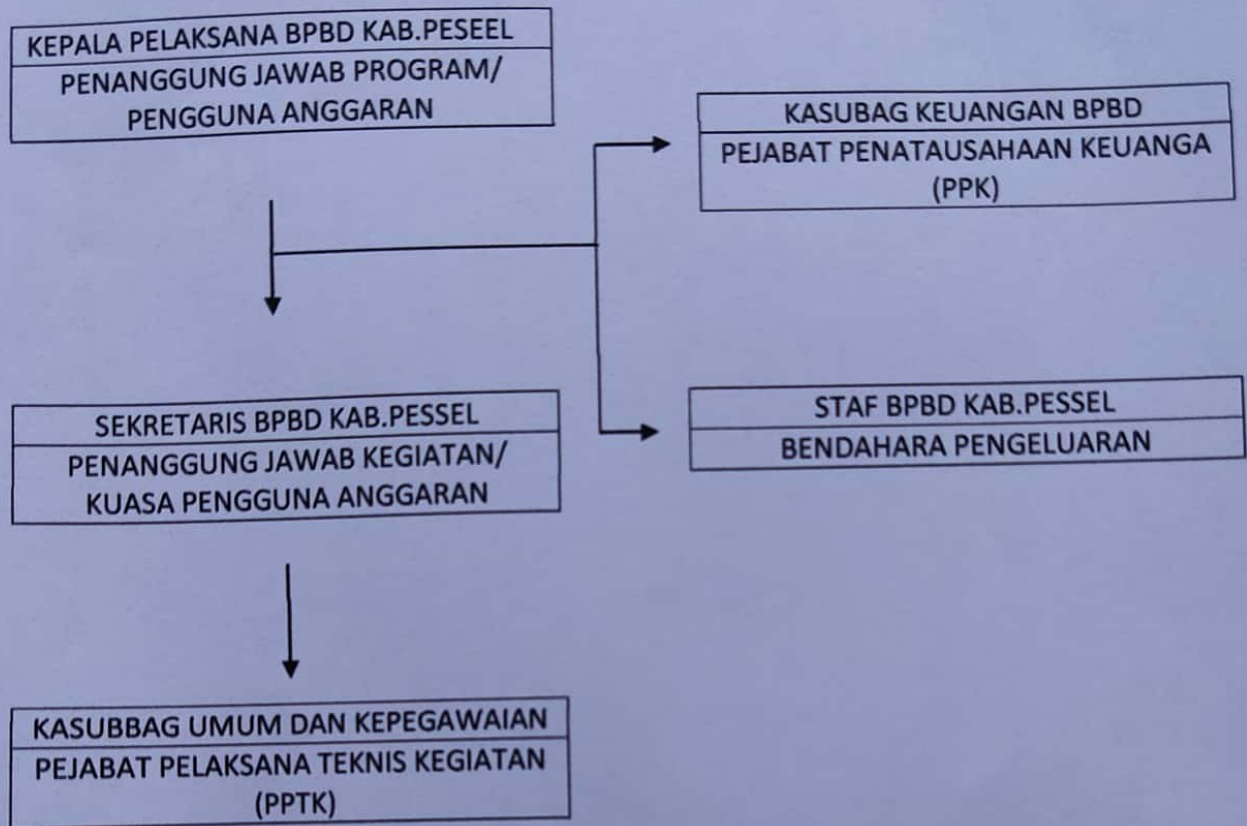 KEPALA PELAKSANA BPBD KAB.PESEEL
PENANGGUNG JAWAB PROGRAM/
PENGGUNA ANGGARAN
KASUBAG KEUANGAN BPBD
PEJABAT PENATAUSAHAAN KEUANGA
(PPK)
SEKRETARIS BPBD KAB.PESSEL
PENANGGUNG JAWAB KEGIATAN/
KUASA PENGGUNA ANGGARAN
STAF BPBD KAB.PESSEL
BENDAHARA PENGELUARAN
KASUBBAG UMUM DAN KEPEGAWAIAN
PEJABAT PELAKSANA TEKNIS KEGIATAN
(PPTK)